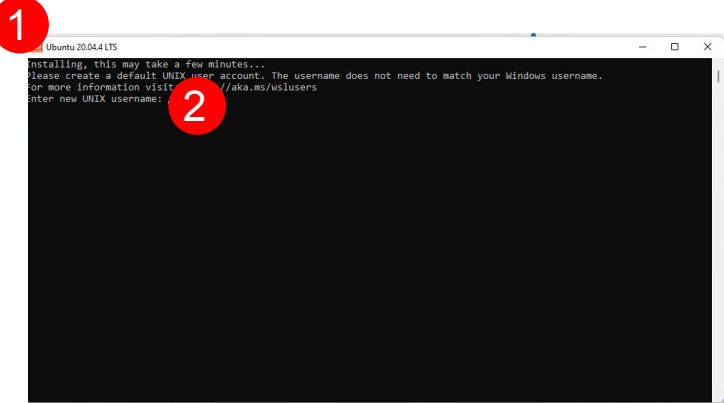 1
Ubuntu 20.04.4 LTS
Installing, this may take a few minutes...
Please create a default UNIX user account. The username does not need to match your Windows username.
For more information visit //aka.ms/wslusers
Enter new UNIX username:
2